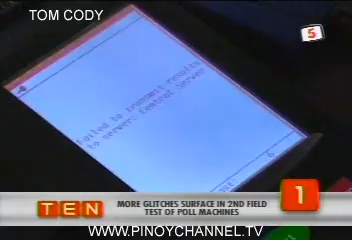 TOM CODY
5
Failed to transmit results
to server: Central Server
TEN
MORE GLITCHES SURFACE IN 2ND FIELD
TEST OF POLL MACHINES
1
WWW.PINOYCHANNEL.TV